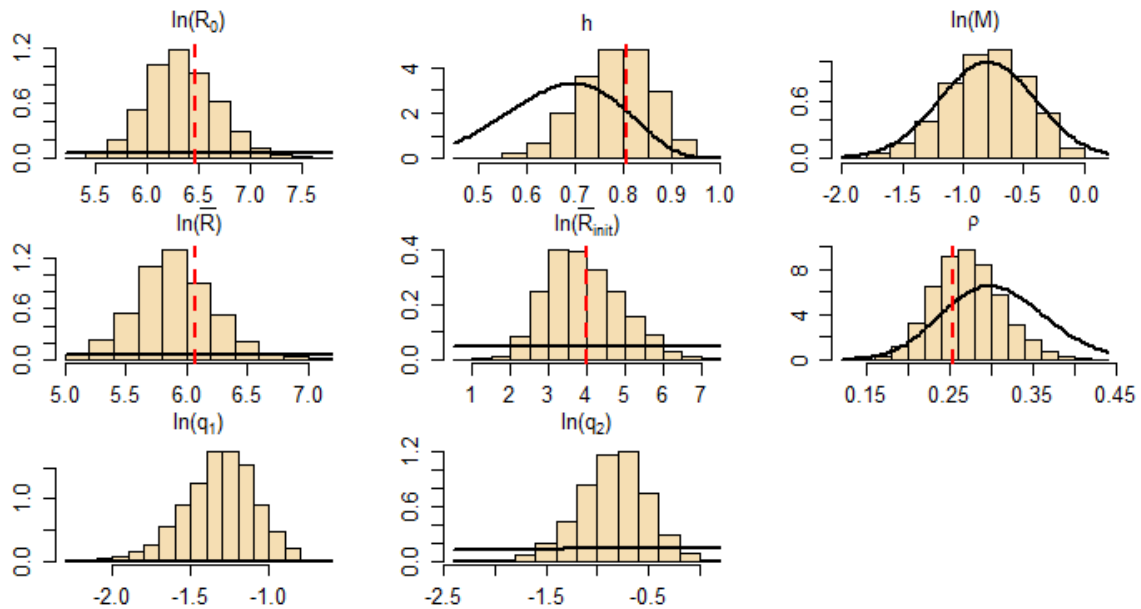 ln(R₀) h ln(M)
0.0 0.6 1.2
0 2 4
0.0 0.6
5.5 6.0 6.5 7.0 7.5
0.5 0.6 0.7 0.8 0.9 1.0
-2.0 -1.5 -1.0 -0.5 0.0
ln(R̅) ln(R̅init) ρ
0.0 0.6 1.2
0.0 0.2 0.4
0 4 8
5.0 5.5 6.0 6.5 7.0
1 2 3 4 5 6 7
0.15 0.25 0.35 0.45
ln(q₁) ln(q₂)
0.0 1.0
0.0 0.6 1.2
-2.0 -1.5 -1.0
-2.5 -1.5 -0.5